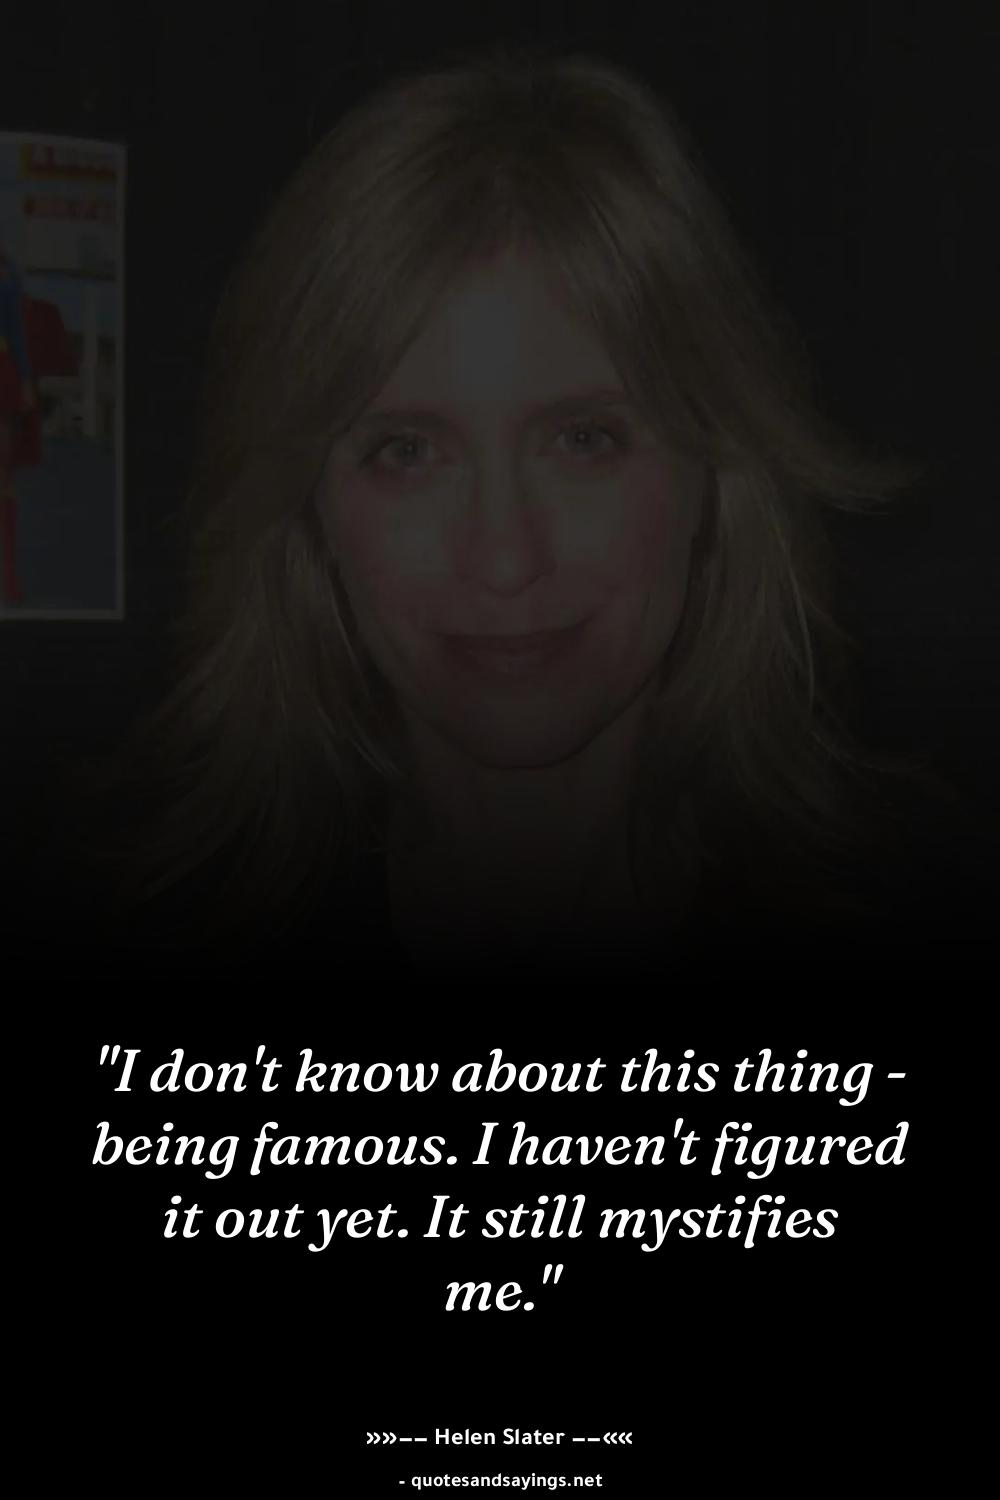 "I don't know about this thing -
being famous. I haven't figured
it out yet. It still mystifies
me."
»»−− Helen Slater −−««
- quotesandsayings.net